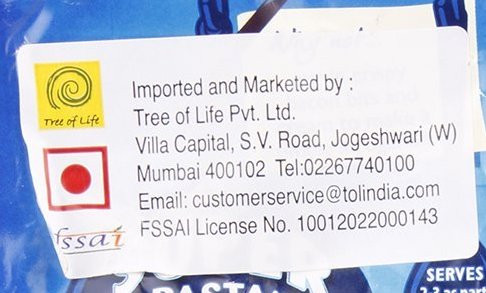 Imported and Marketed by :
Tree of Life Pvt. Ltd.
Villa Capital, S.V. Road, Jogeshwari (W)
Mumbai 400102 Tel:02267740100
Email: customerservice@tolindia.com
FSSAI License No. 10012022000143
Tree of Life
fssai
PASTA
SERVES